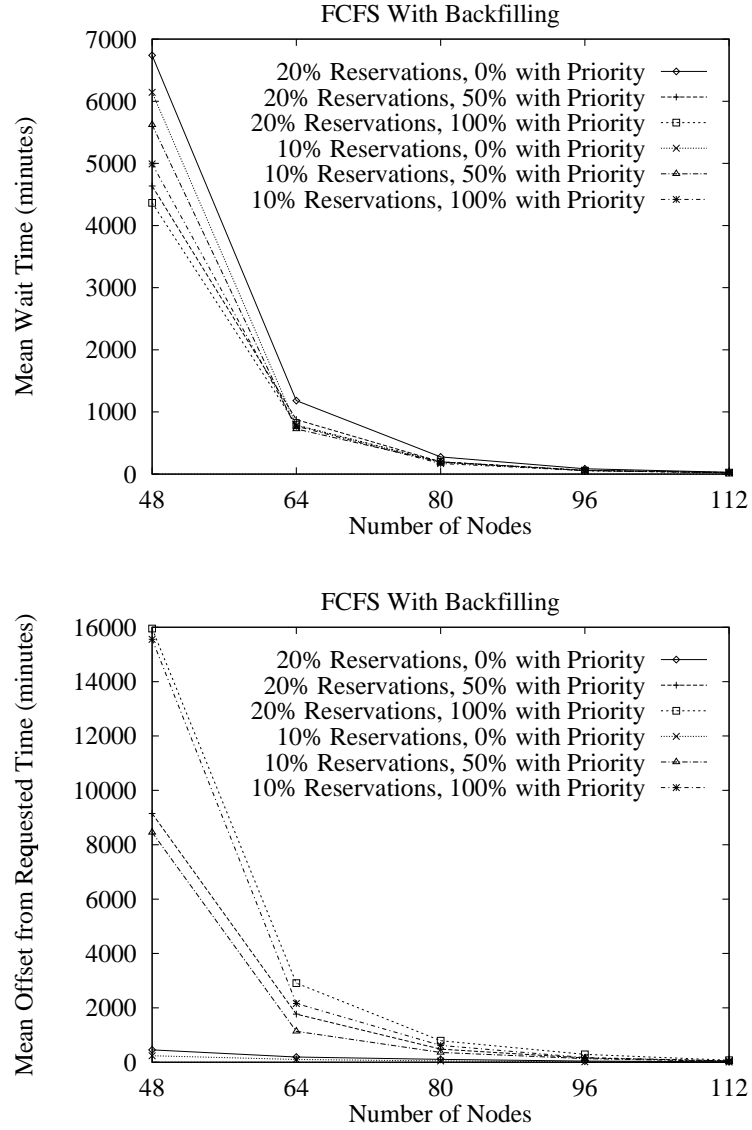 FCFS With Backfilling
7000
6000
5000
4000
3000
2000
1000
0
Mean Wait Time (minutes)
20% Reservations, 0% with Priority
20% Reservations, 50% with Priority
20% Reservations, 100% with Priority
10% Reservations, 0% with Priority
10% Reservations, 50% with Priority
10% Reservations, 100% with Priority
48 64 80 96 112
Number of Nodes
FCFS With Backfilling
16000
14000
12000
10000
8000
6000
4000
2000
0
Mean Offset from Requested Time (minutes)
20% Reservations, 0% with Priority
20% Reservations, 50% with Priority
20% Reservations, 100% with Priority
10% Reservations, 0% with Priority
10% Reservations, 50% with Priority
10% Reservations, 100% with Priority
48 64 80 96 112
Number of Nodes